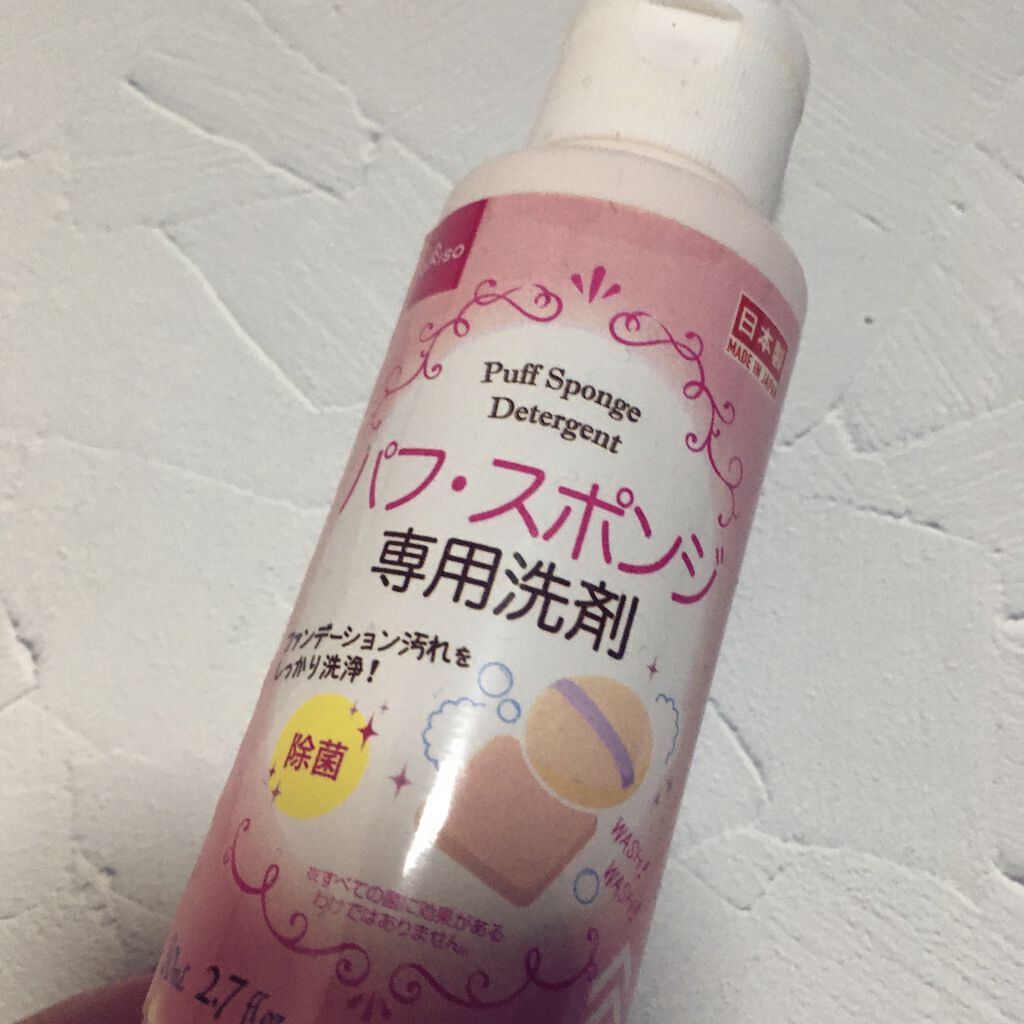 日本製
MADE IN JAPAN
Puff Sponge
Detergent
パフ・スポンジ
専用洗剤
ファンデーション汚れを
しっかり洗浄!
除菌
WASH!
WASH!
※すべての菌に効果がある
わけではありません。
2.7 fl oz